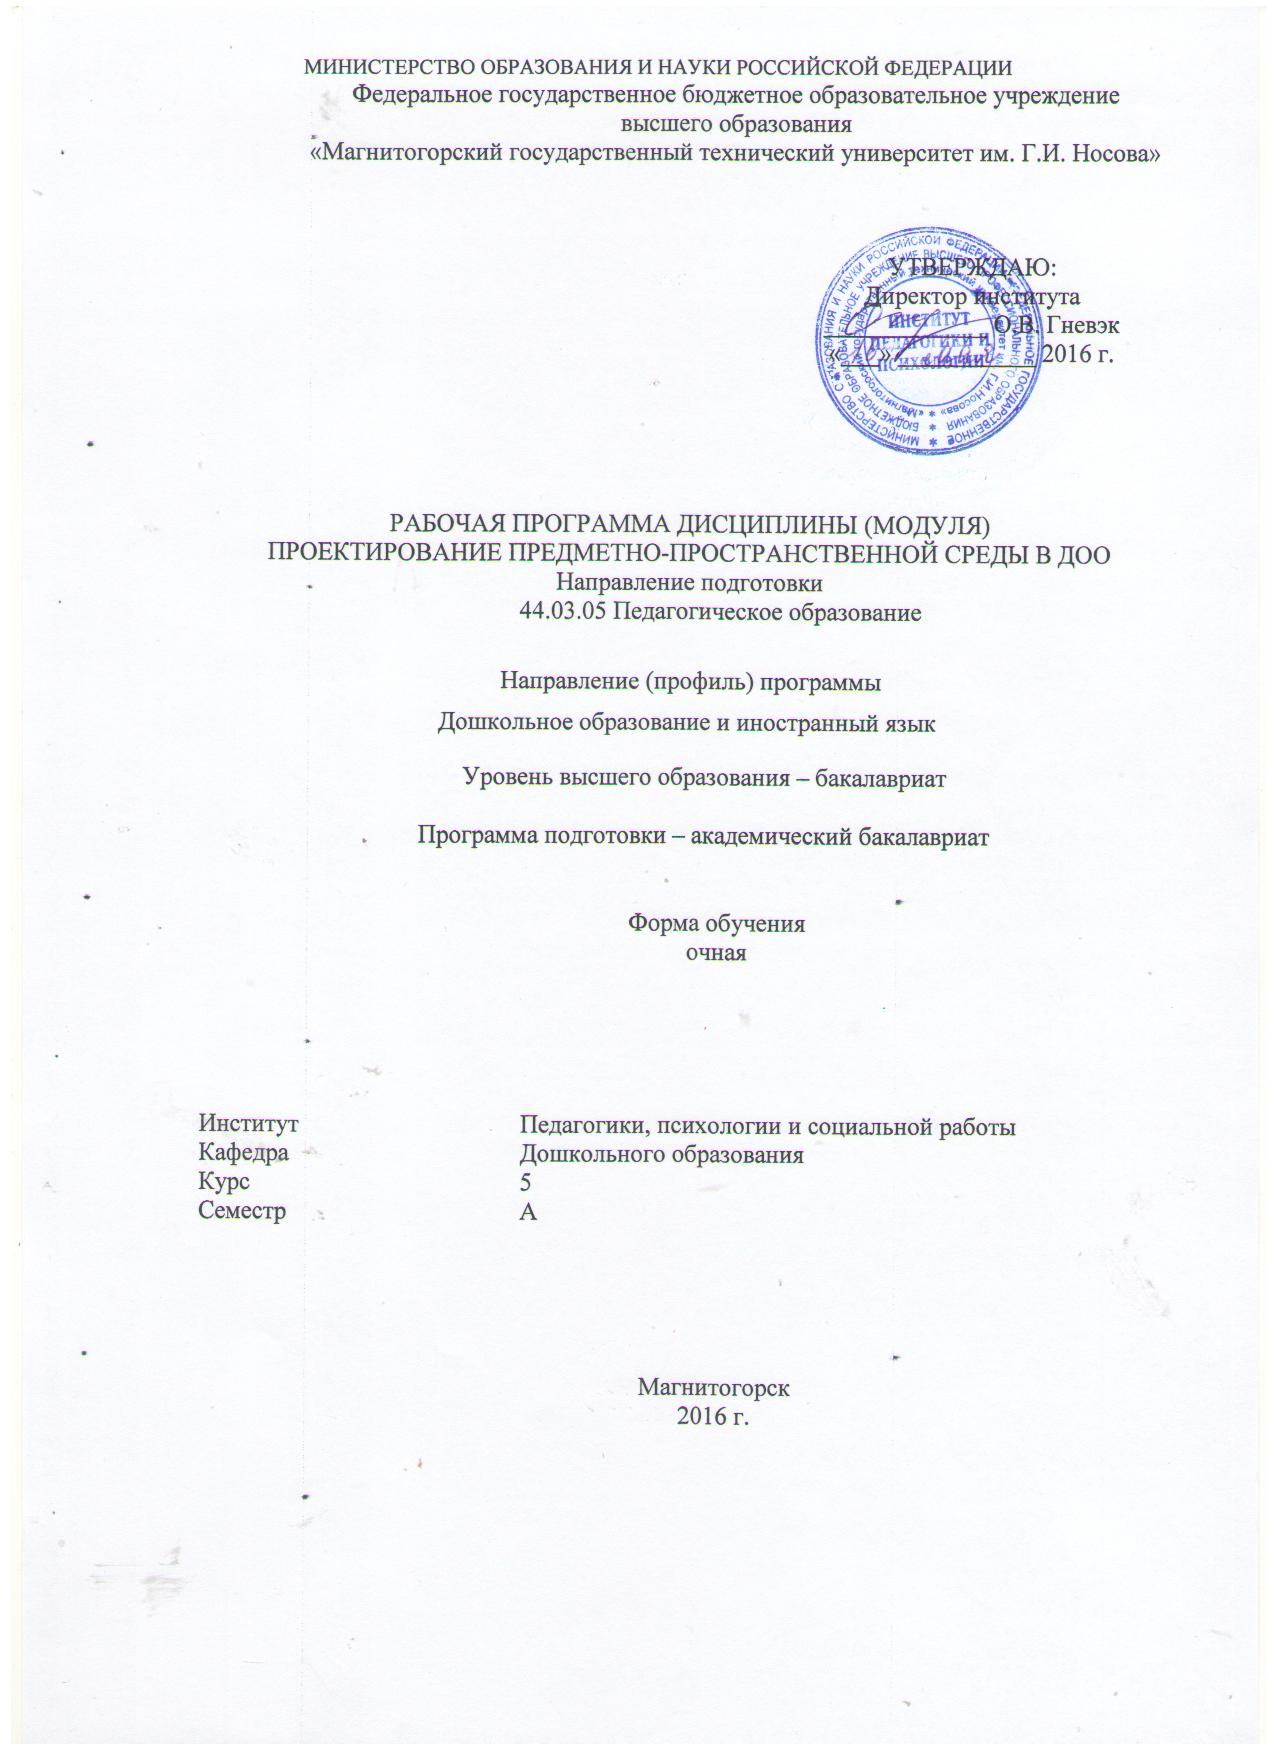 МИНИСТЕРСТВО ОБРАЗОВАНИЯ И НАУКИ РОССИЙСКОЙ ФЕДЕРАЦИИ
Федеральное государственное бюджетное образовательное учреждение
высшего образования
«Магнитогорский государственный технический университет им. Г.И. Носова»
УТВЕРЖДАЮ:
Директор института
О.В. Гневэк
« » 2016 г.
ИНСТИТУТ
ПЕДАГОГИКИ И
ПСИХОЛОГИИ
РАБОЧАЯ ПРОГРАММА ДИСЦИПЛИНЫ (МОДУЛЯ)
ПРОЕКТИРОВАНИЕ ПРЕДМЕТНО-ПРОСТРАНСТВЕННОЙ СРЕДЫ В ДОО
Направление подготовки
44.03.05 Педагогическое образование
Направление (профиль) программы
Дошкольное образование и иностранный язык
Уровень высшего образования – бакалавриат
Программа подготовки – академический бакалавриат
Форма обучения
очная
Институт Педагогики, психологии и социальной работы
Кафедра Дошкольного образования
Курс 5
Семестр А
Магнитогорск
2016 г.